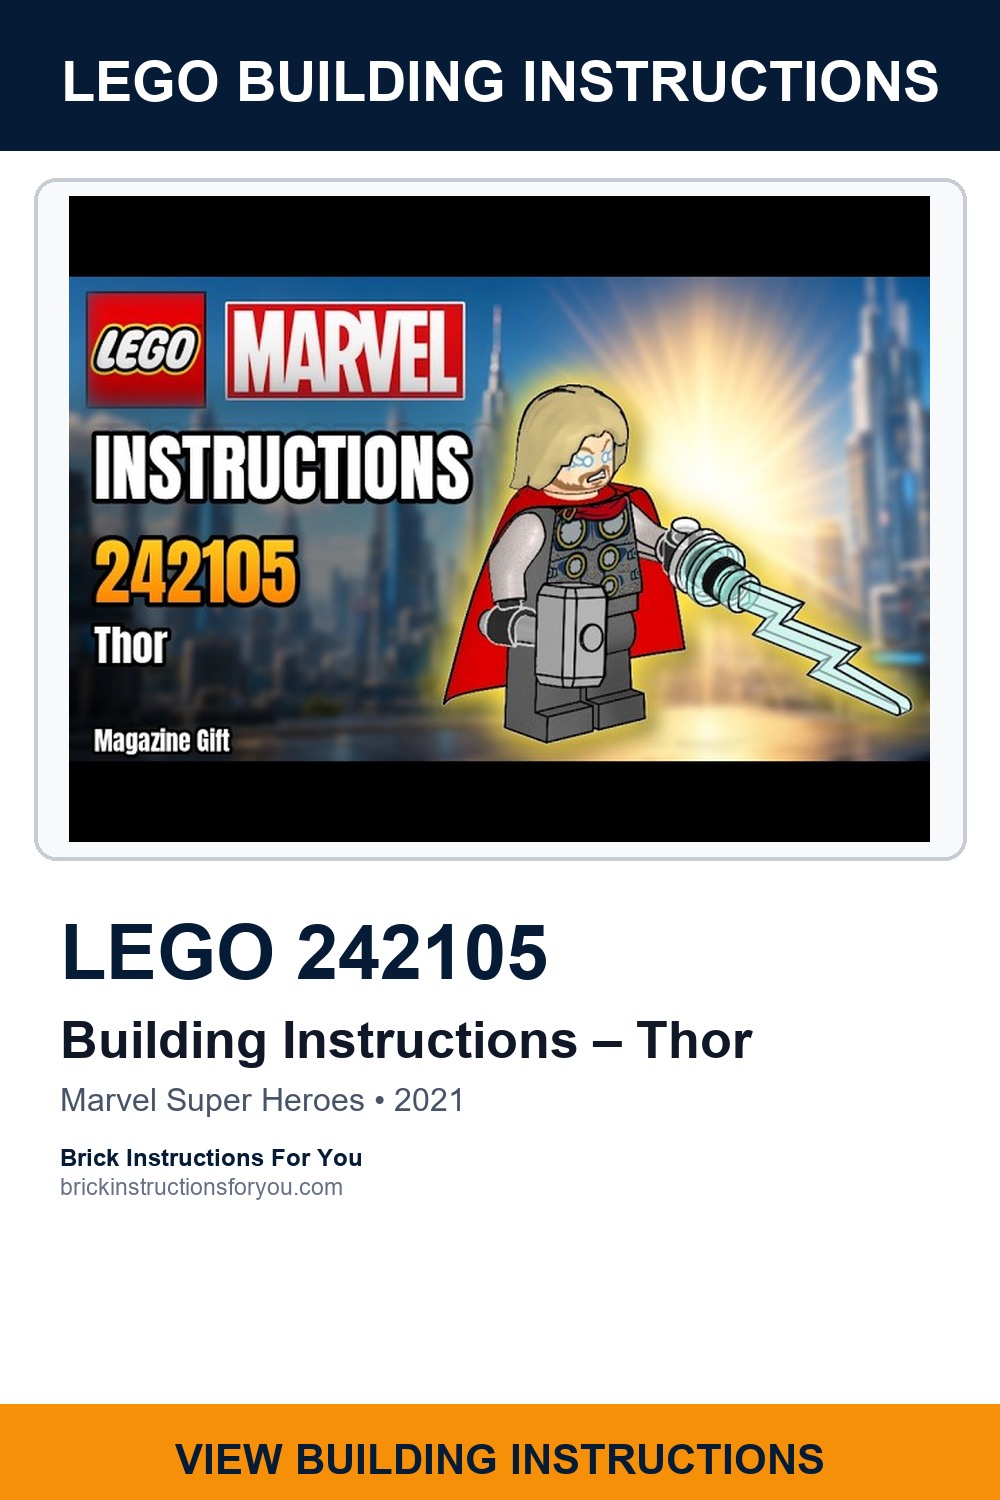 LEGO BUILDING INSTRUCTIONS
LEGO MARVEL
INSTRUCTIONS
242105
Thor
Magazine Gift
LEGO 242105
Building Instructions – Thor
Marvel Super Heroes • 2021
Brick Instructions For You
brickinstructionsforyou.com
VIEW BUILDING INSTRUCTIONS